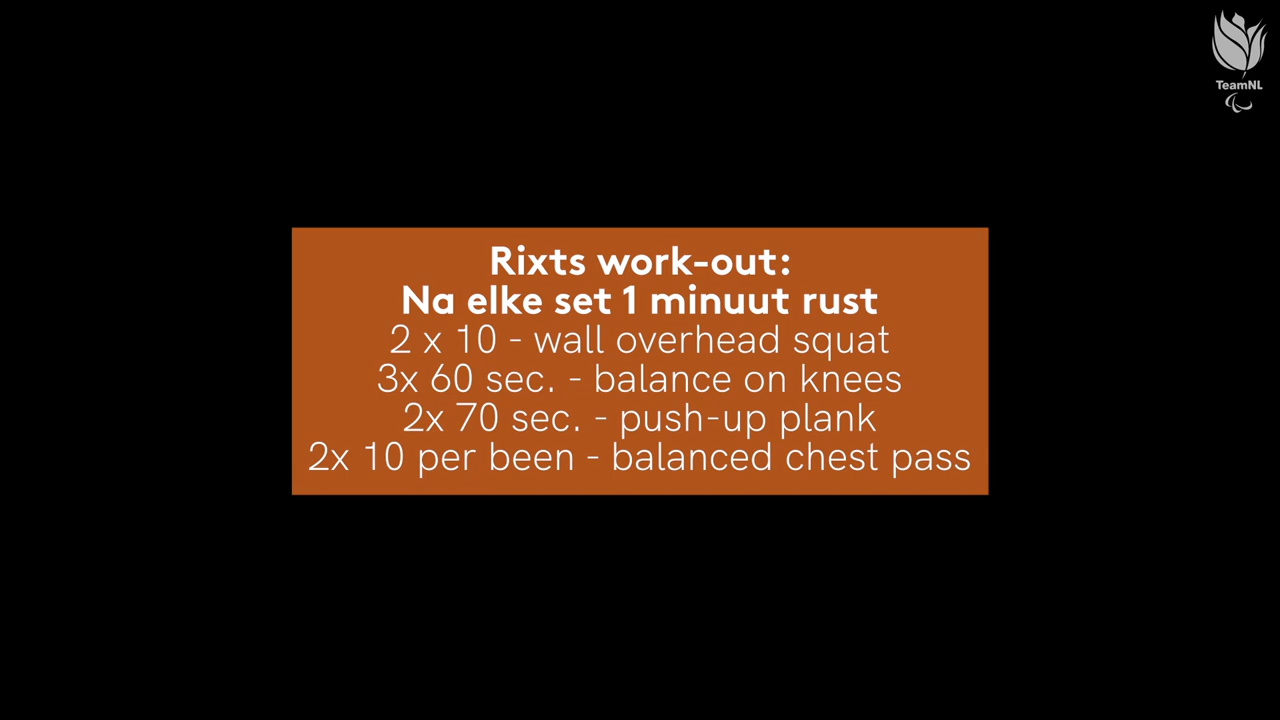 TeamNL
Rixts work-out:
Na elke set 1 minuut rust
2 x 10 - wall overhead squat
3x 60 sec. - balance on knees
2x 70 sec. - push-up plank
2x 10 per been - balanced chest pass